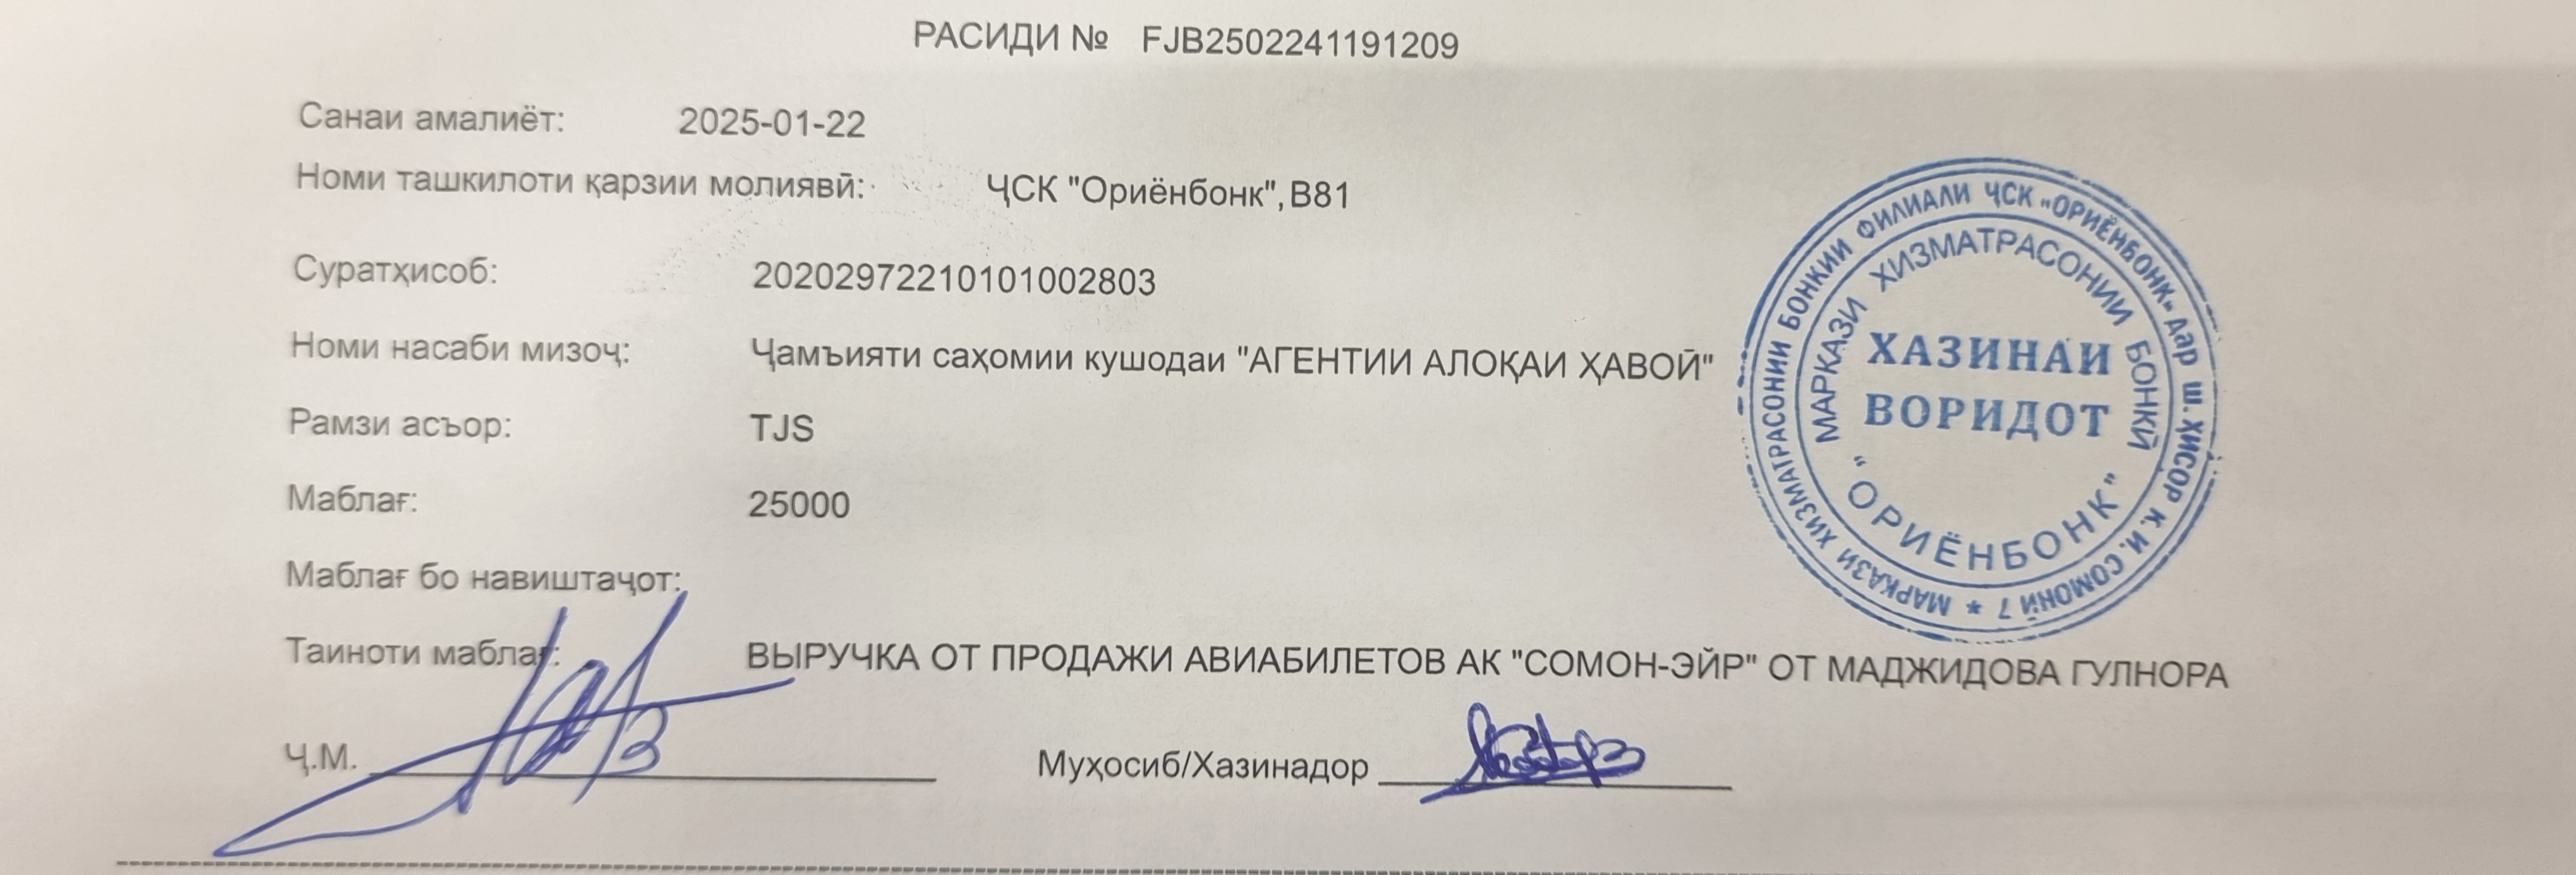 РАСИДИ № FJB2502241191209
Санаи амалиёт: 2025-01-22
Номи ташкилоти қарзии молиявӣ: ҶСК "Ориёнбонк", B81
Суратҳисоб: 20202972210101002803
Номи насаби мизоҷ: Ҷамъияти саҳомии кушодаи "АГЕНТИИ АЛОҚАИ ҲАВОӢ"
Рамзи асъор: TJS
Маблағ: 25000
Маблағ бо навиштаҷот:
Таиноти маблағ: ВЫРУЧКА ОТ ПРОДАЖИ АВИАБИЛЕТОВ АК "СОМОН-ЭЙР" ОТ МАДЖИДОВА ГУЛНОРА
Ҷ.М. Муҳосиб/Хазинадор
МАРКАЗИ ХИЗМАТРАСОНИИ БОНКИИ ФИЛИАЛИ ҶСК «ОРИЁНБОНК» дар ш. ҲИСОР К. И. СОМОНӢ 7 *
МАРКАЗИ ХИЗМАТРАСОНИИ БОНКӢ
"ОРИЁНБОНК"
ХАЗИНАИ
ВОРИДОТ